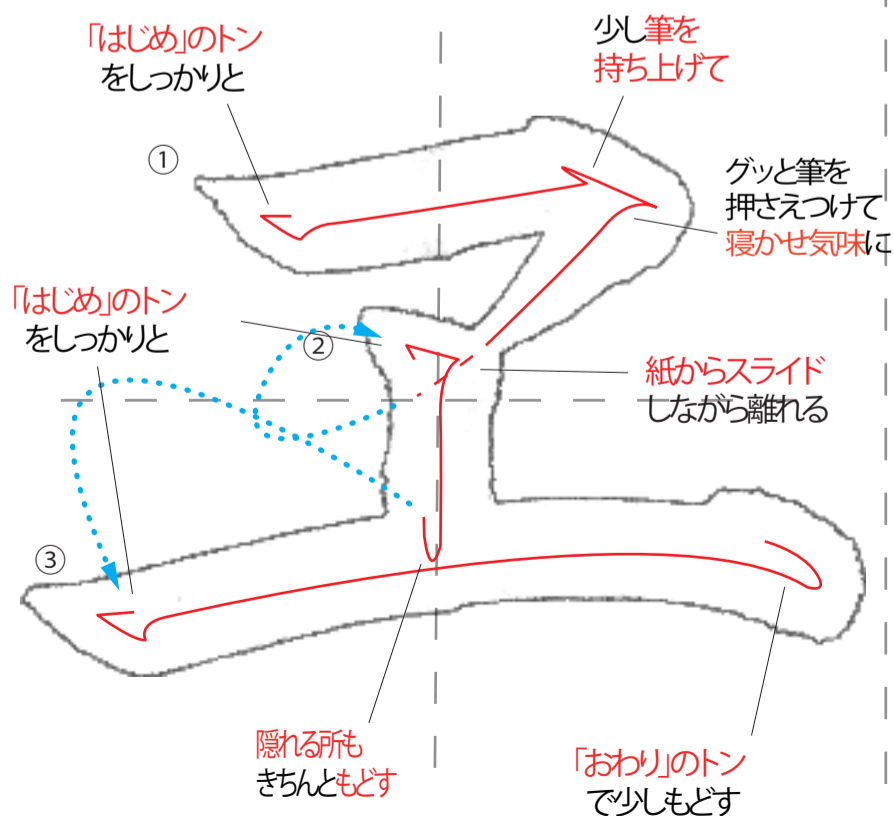 「はじめ」のトン
をしっかりと
少し筆を
持ち上げて
①
グッと筆を
押さえつけて
寝かせ気味に
「はじめ」のトン
をしっかりと
②
紙からスライド
しながら離れる
③
隠れる所も
きちんともどす
「おわり」のトン
で少しもどす